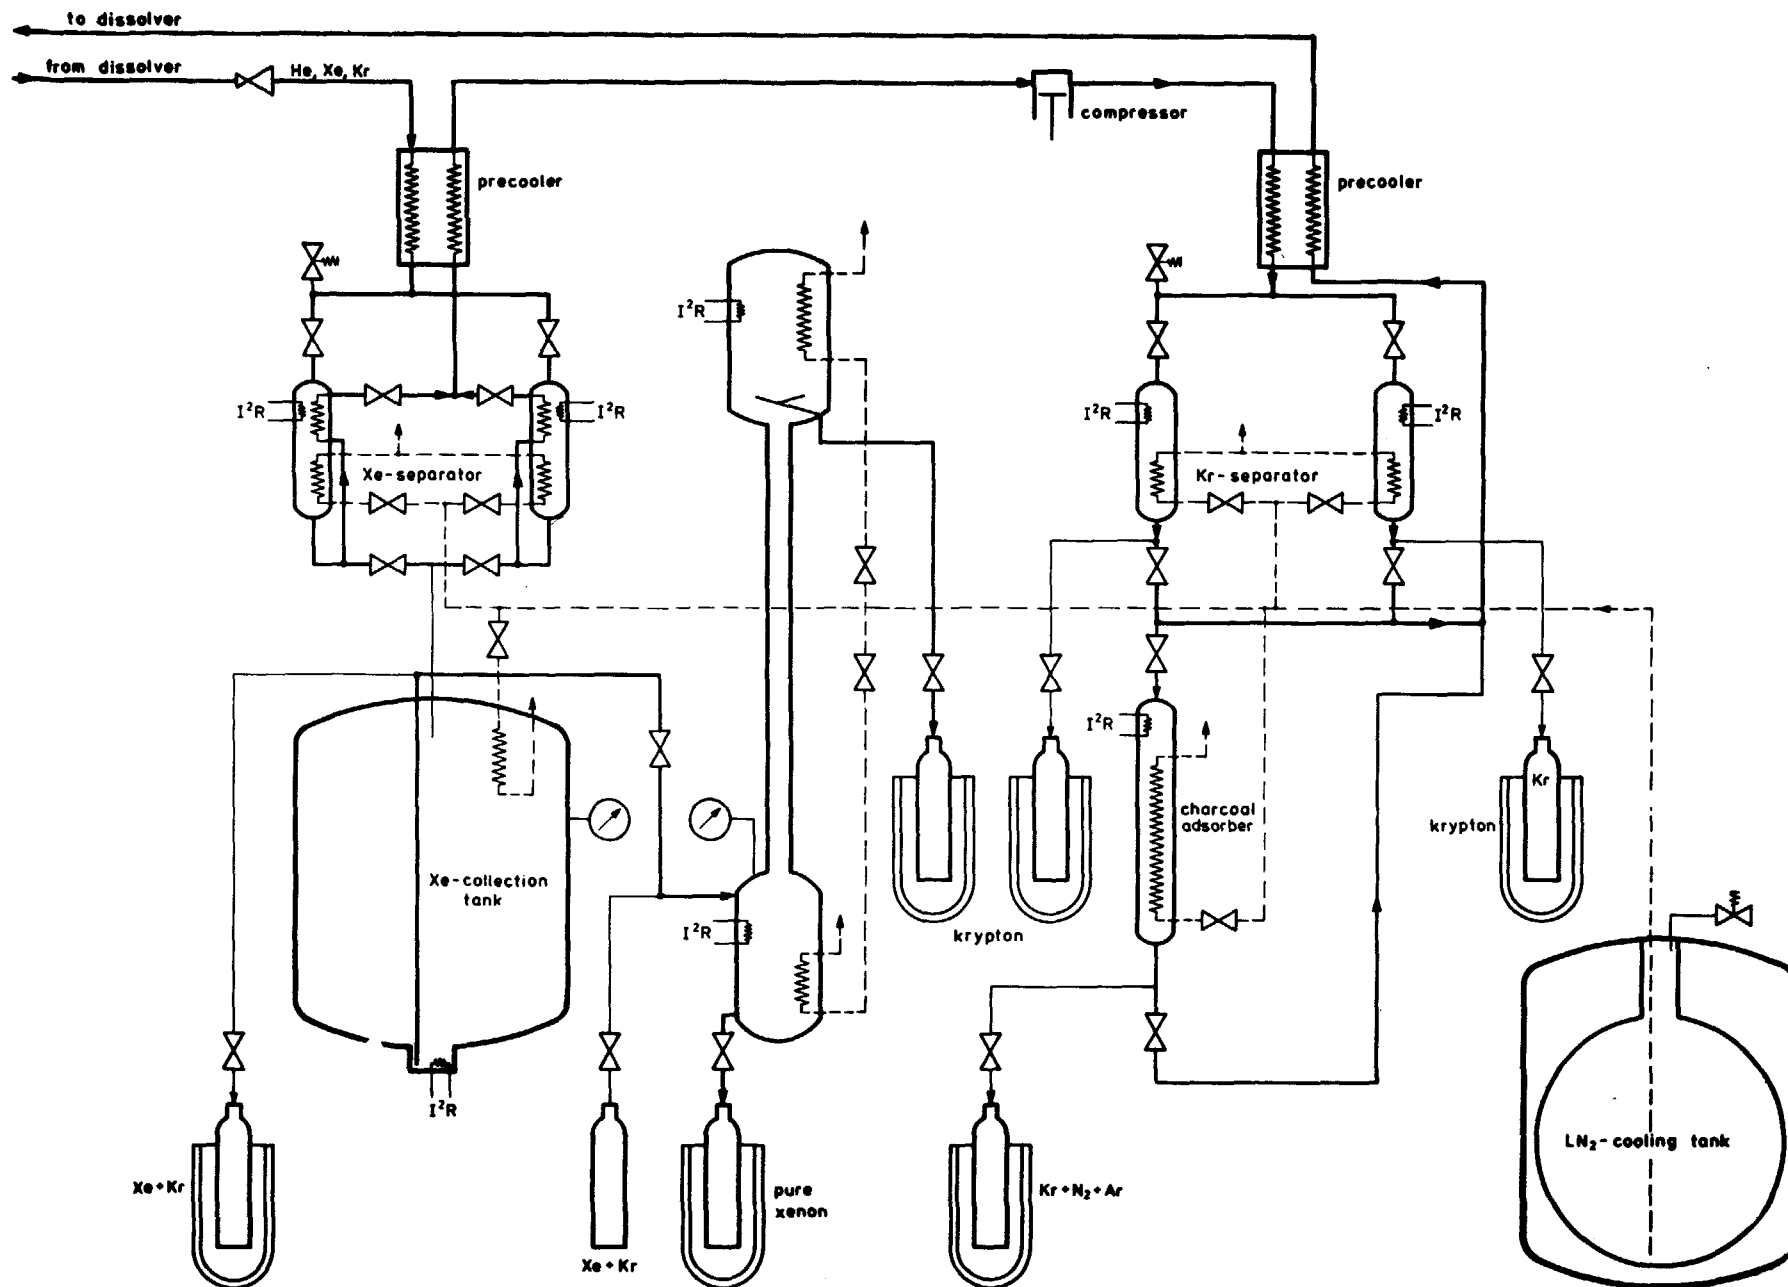 to dissolver
from dissolver
He, Xe, Kr
compressor
precooler
precooler
I²R
I²R
I²R
I²R
I²R
Xe-separator
Kr-separator
I²R
charcoal
adsorber
Kr
krypton
Xe-collection
tank
I²R
krypton
I²R
LN₂-cooling tank
Xe+Kr
pure
xenon
Kr+N₂+Ar
Xe+Kr